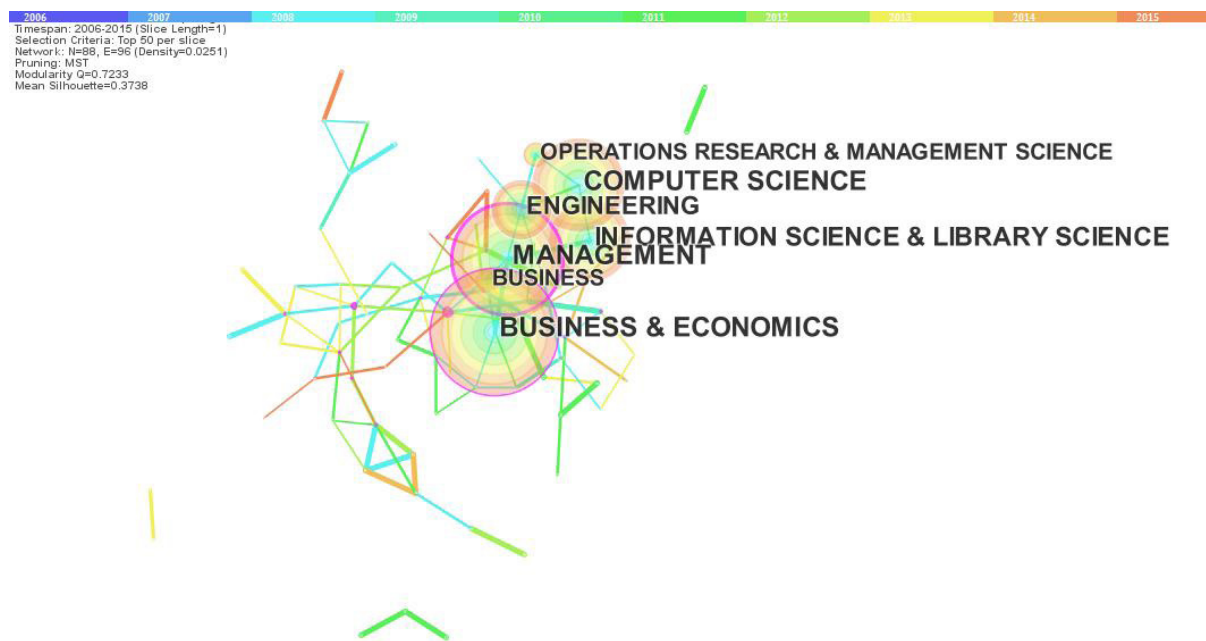 2006 2007 2008 2009 2010 2011 2012 2013 2014 2015
Timespan: 2006-2015 (Slice Length=1)
Selection Criteria: Top 50 per slice
Network: N=88, E=96 (Density=0.0251)
Pruning: MST
Modularity Q=0.7233
Mean Silhouette=0.3738
OPERATIONS RESEARCH & MANAGEMENT SCIENCE
COMPUTER SCIENCE
ENGINEERING
INFORMATION SCIENCE & LIBRARY SCIENCE
MANAGEMENT
BUSINESS
BUSINESS & ECONOMICS